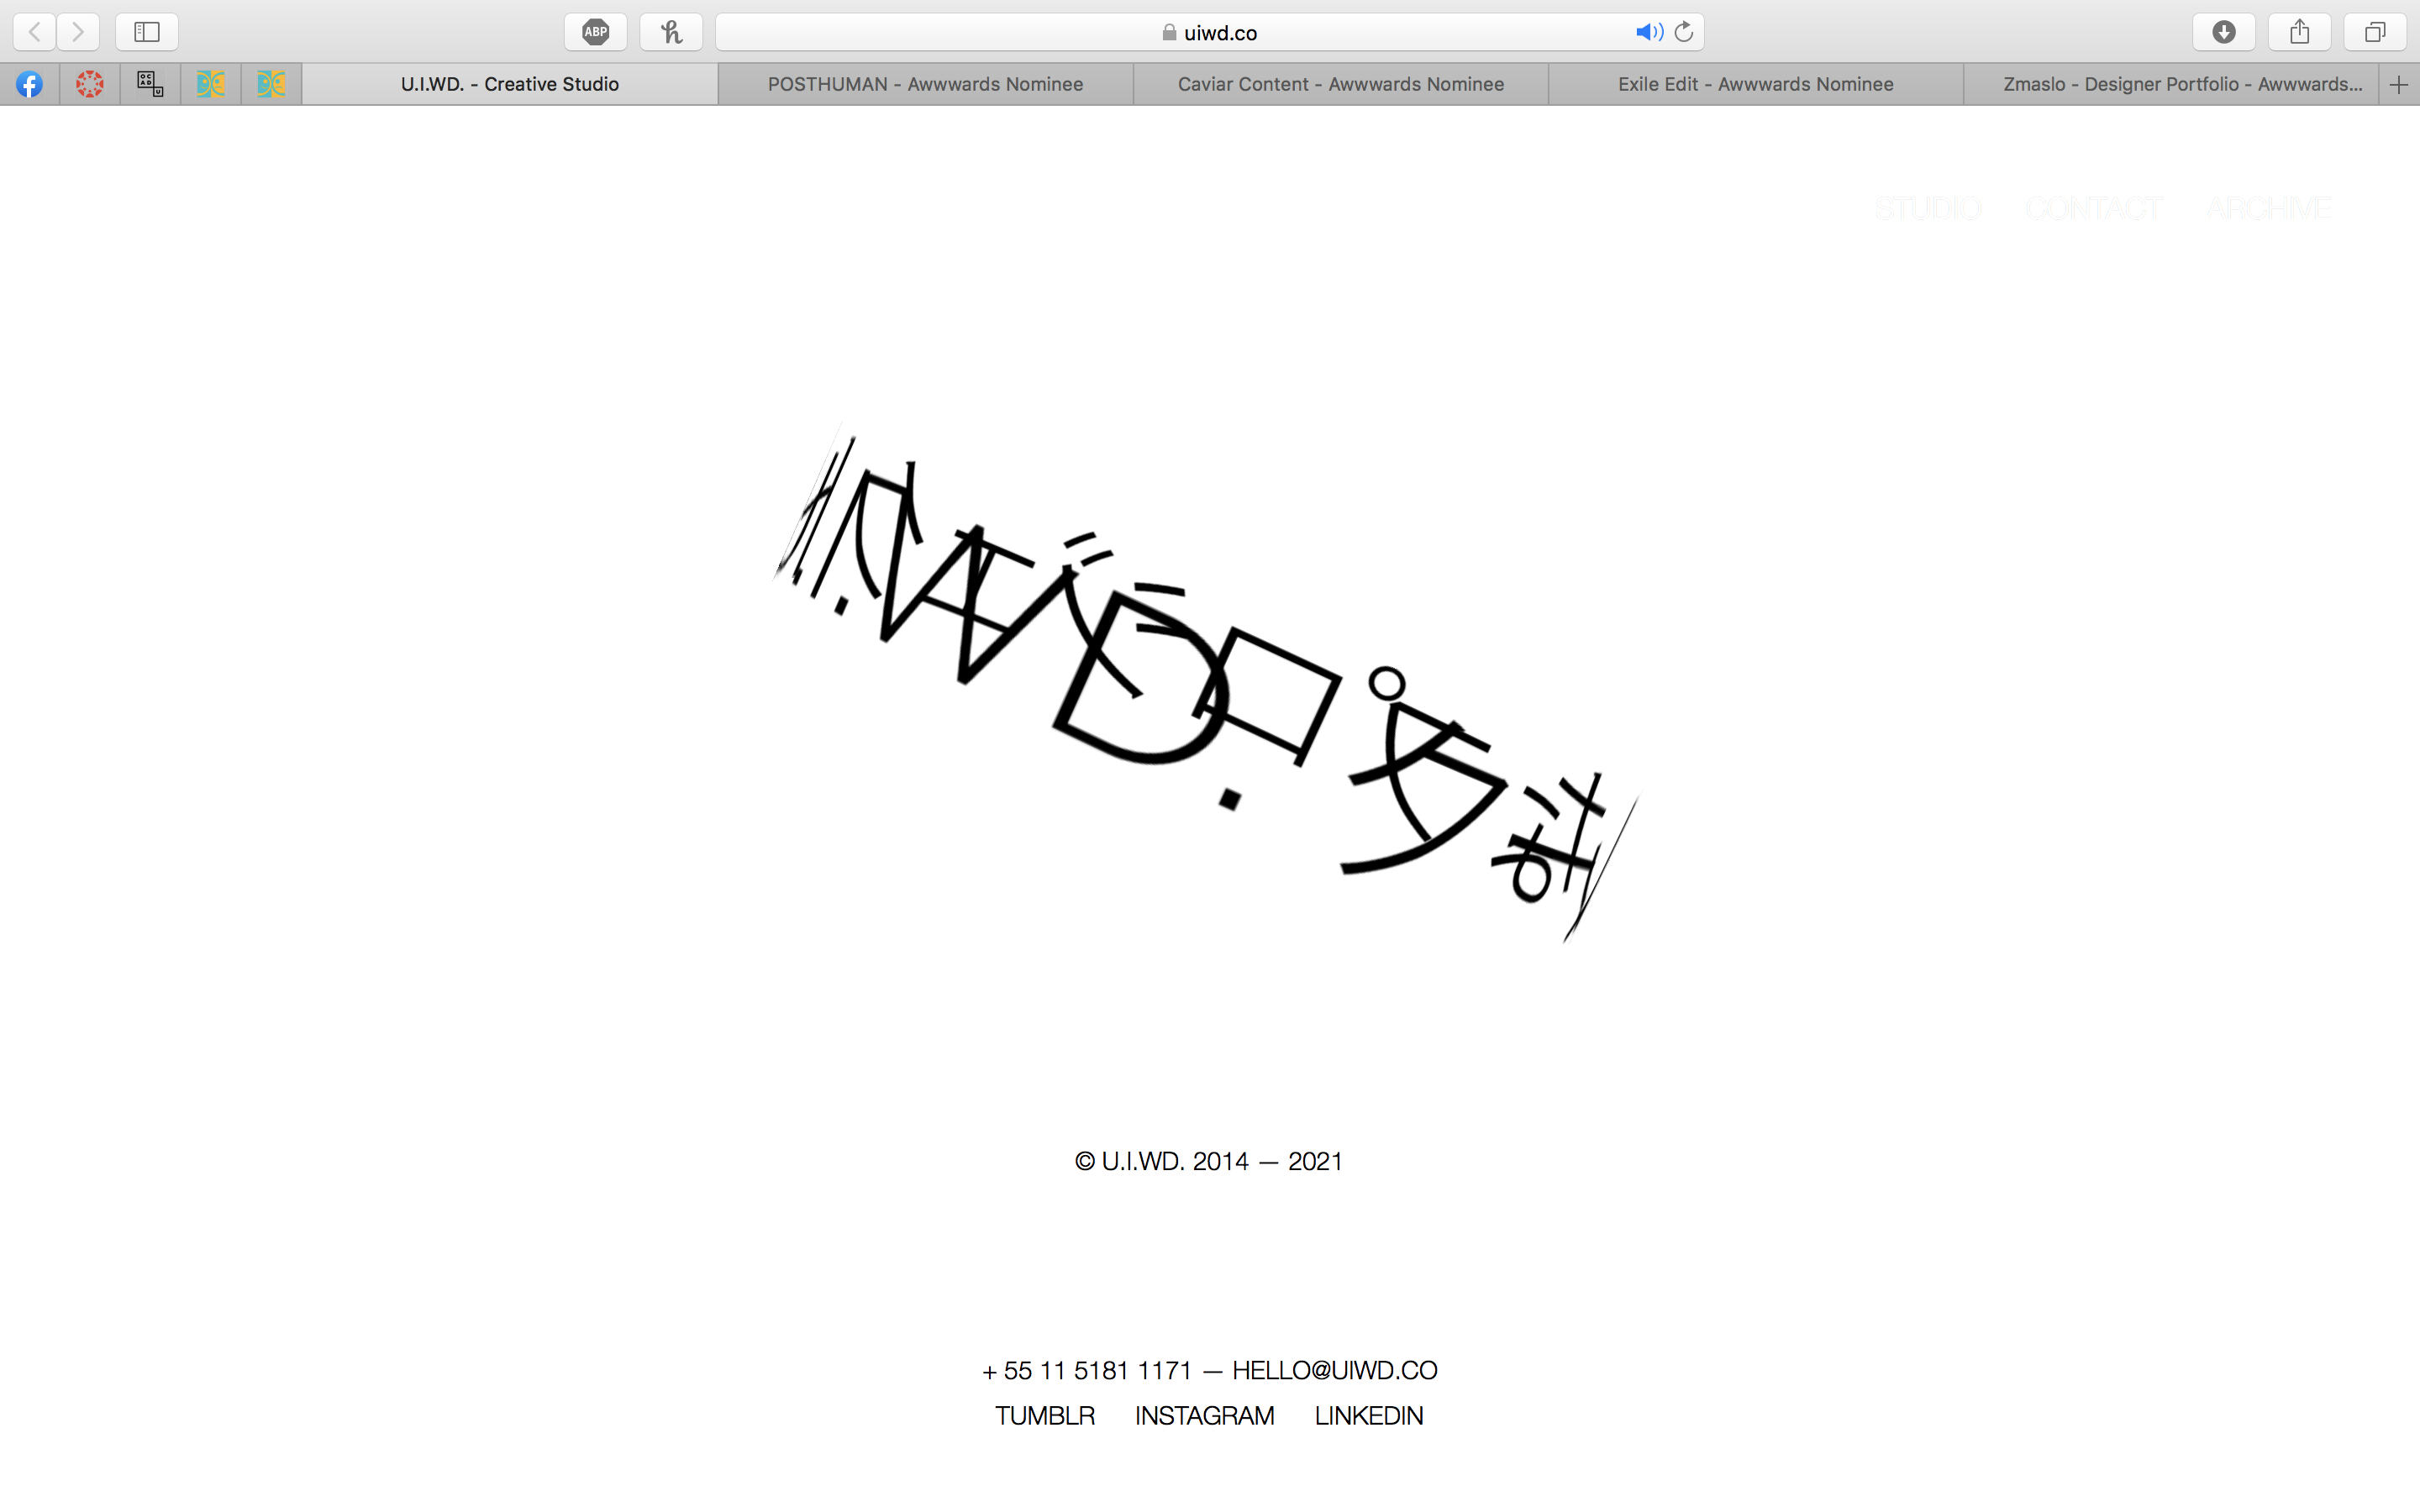 ABP
uiwd.co
OCADU
U.I.WD. - Creative Studio
POSTHUMAN - Awwwards Nominee
Caviar Content - Awwwards Nominee
Exile Edit - Awwwards Nominee
Zmaslo - Designer Portfolio - Awwwards...
STUDIO CONTACT ARCHIVE
© U.I.WD. 2014 — 2021
+ 55 11 5181 1171 — HELLO@UIWD.CO
TUMBLR INSTAGRAM LINKEDIN